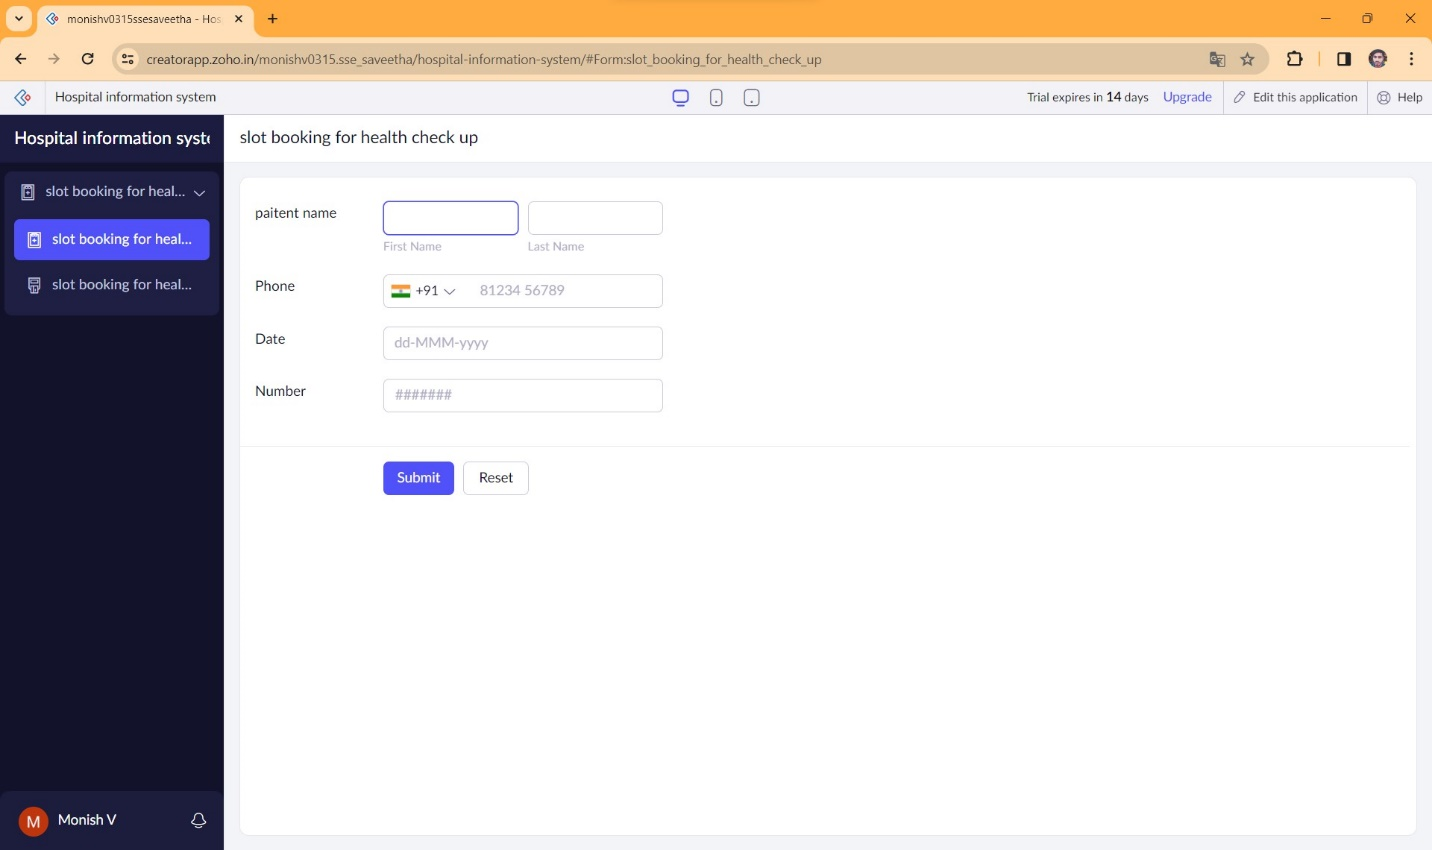 monishv0315ssesaveetha - Hos
creatorapp.zoho.in/monishv0315.sse_saveetha/hospital-information-system/#Form:slot_booking_for_health_check_up
Hospital information system
Trial expires in 14 days Upgrade Edit this application Help
Hospital information syste
slot booking for health check up
slot booking for heal...
slot booking for heal...
slot booking for heal...
paitent name
First Name Last Name
Phone +91 81234 56789
Date dd-MMM-yyyy
Number #######
Submit Reset
M Monish V